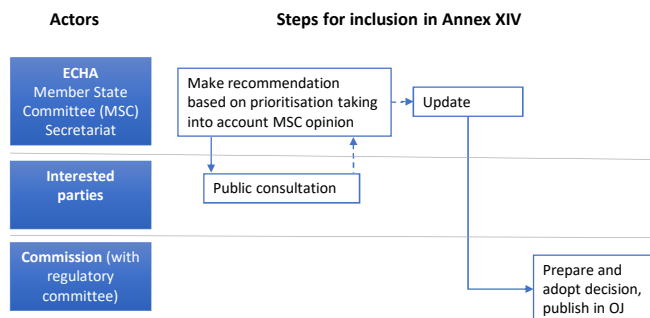 Actors
Steps for inclusion in Annex XIV
ECHA
Member State
Committee (MSC)
Secretariat
Make recommendation
based on prioritisation taking
into account MSC opinion
Update
Interested
parties
Public consultation
Commission (with
regulatory
committee)
Prepare and
adopt decision,
publish in OJ